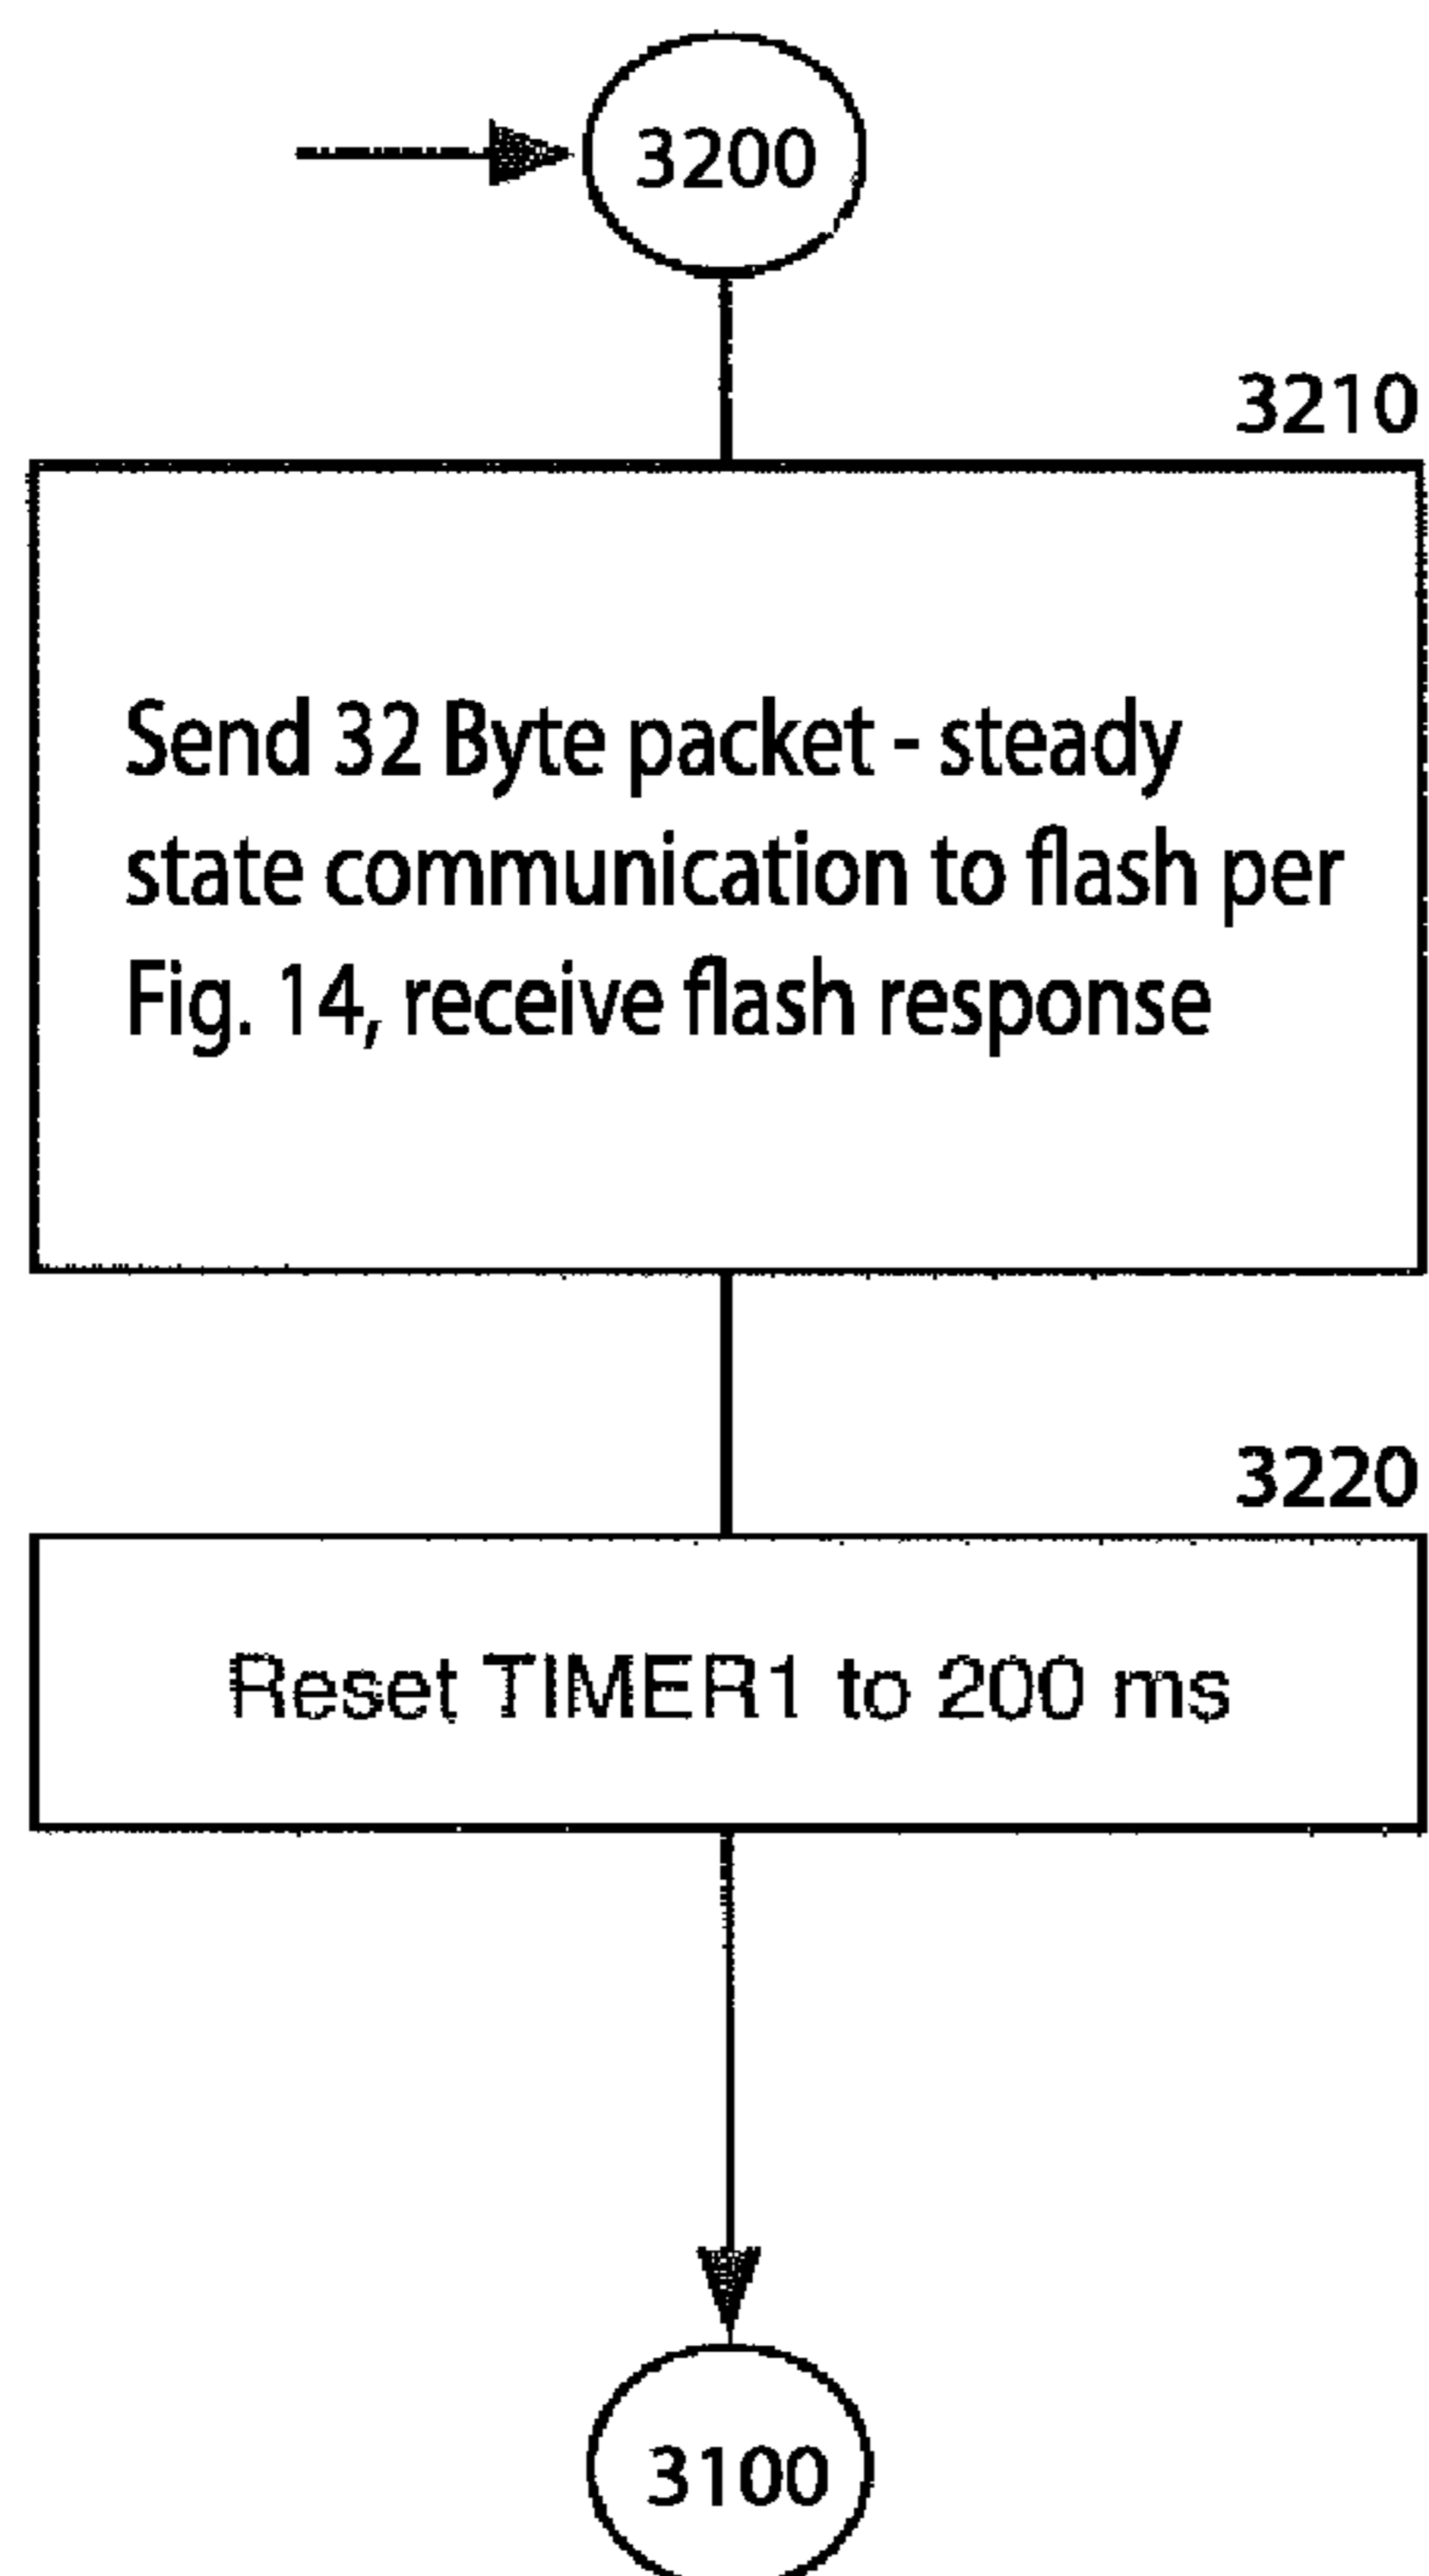 3200
3210
Send 32 Byte packet - steady
state communication to flash per
Fig. 14, receive flash response
3220
Reset TIMER1 to 200 ms
3100